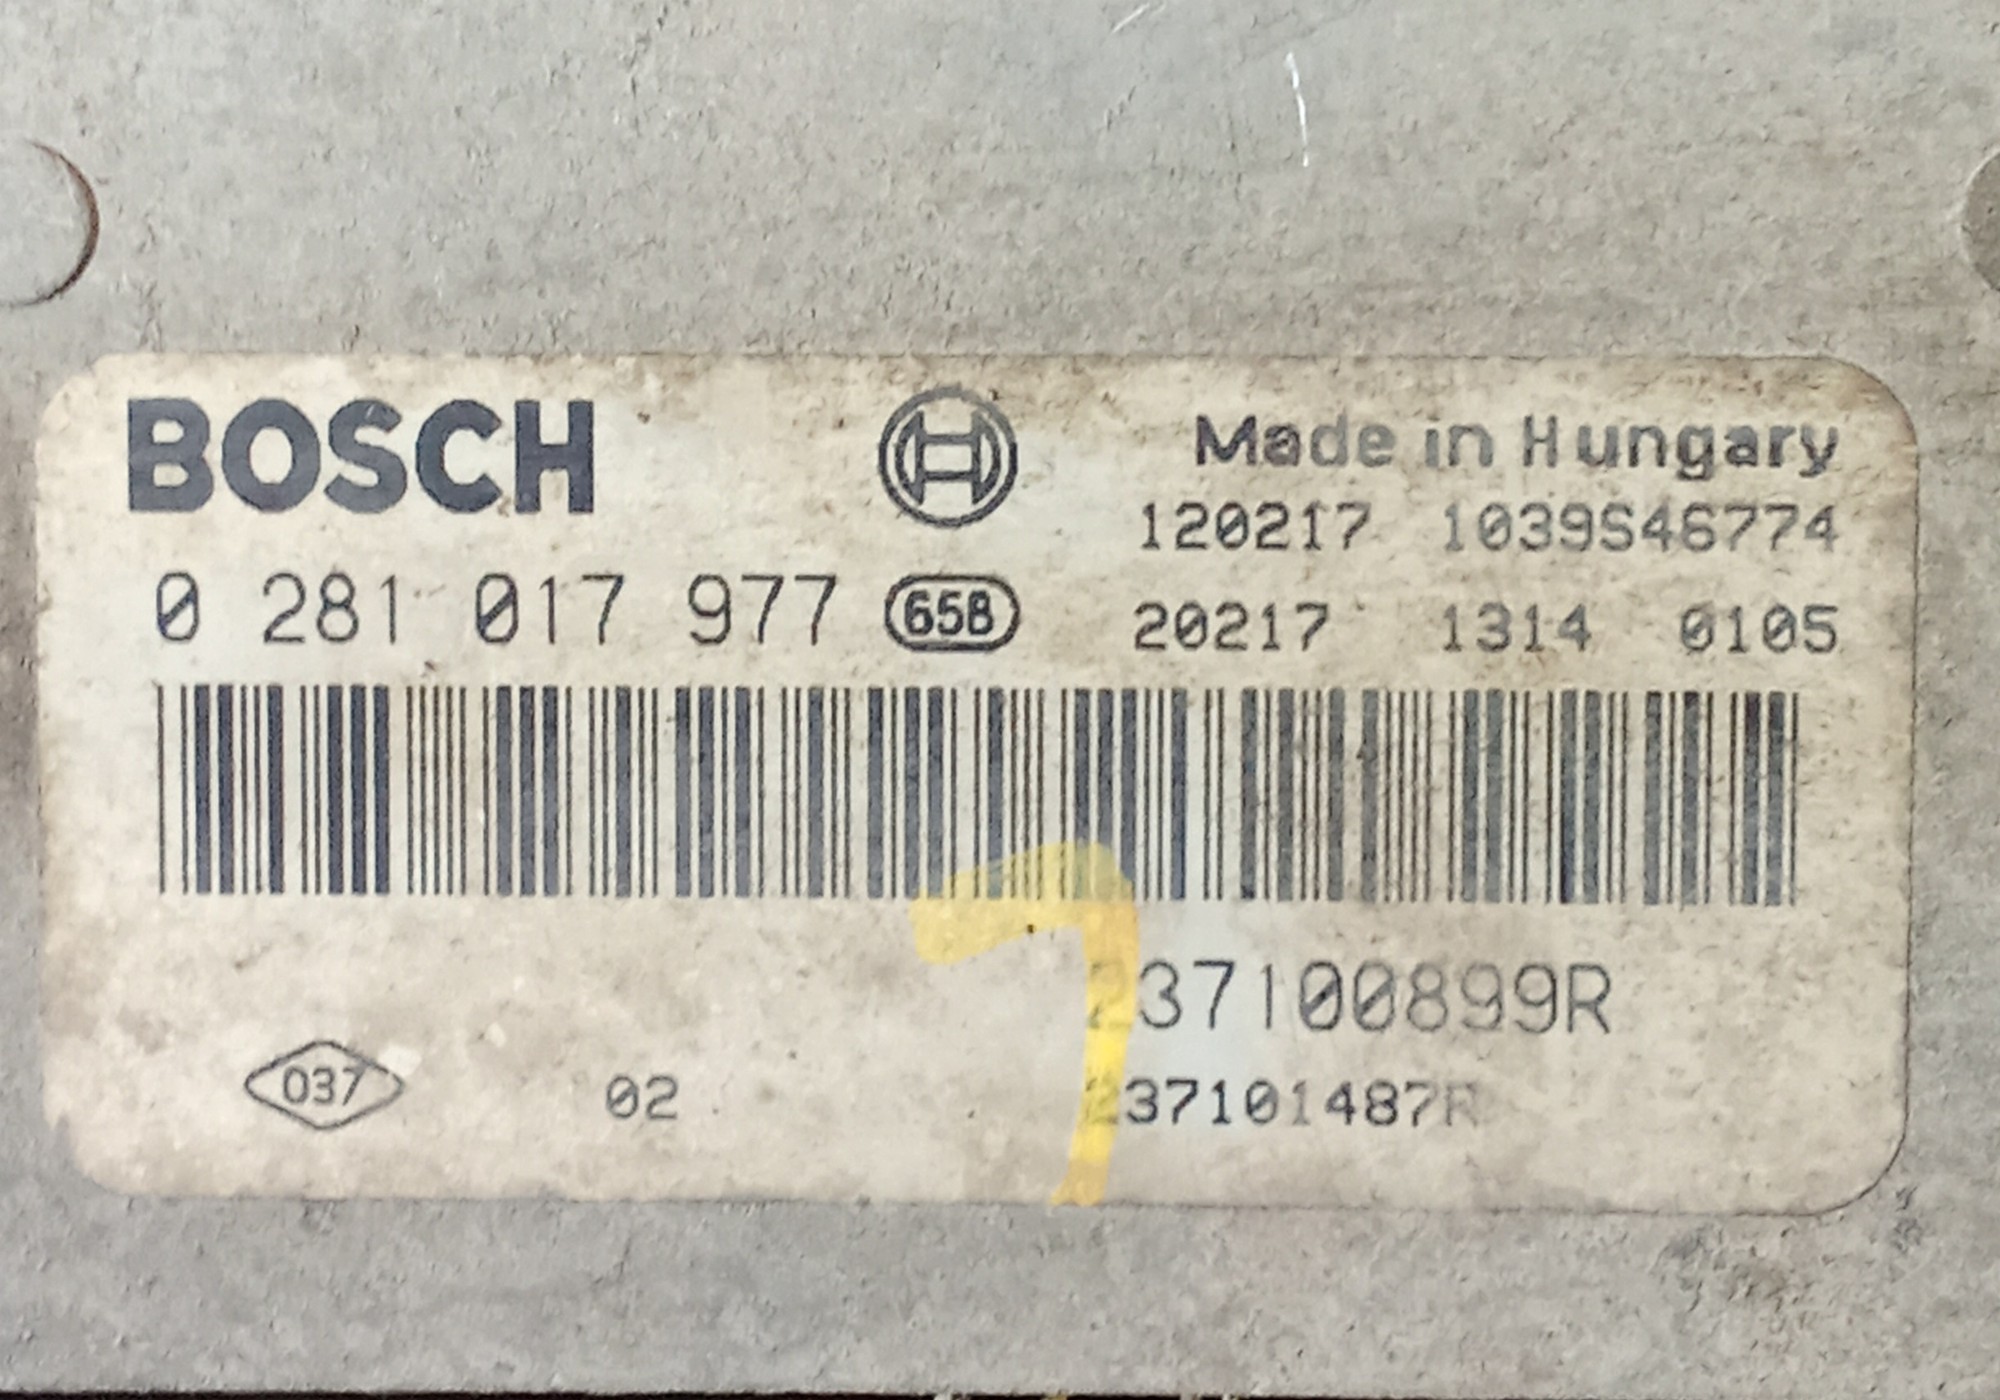 BOSCH
Made in Hungary
120217 1039S46774
0 281 017 977 658
20217 1314 0105
237100899R
037 02 237101487R